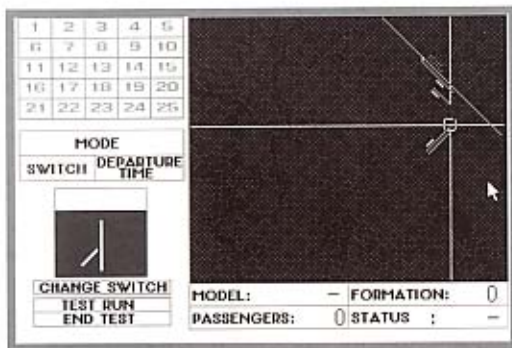 1 2 3 4 5
6 7 8 9 10
11 12 13 14 15
16 17 18 19 20
21 22 23 24 25
MODE
SWITCH DEPARTURE TIME
CHANGE SWITCH
TEST RUN
END TEST
MODEL: - FORMATION: 0
PASSENGERS: 0 STATUS : -